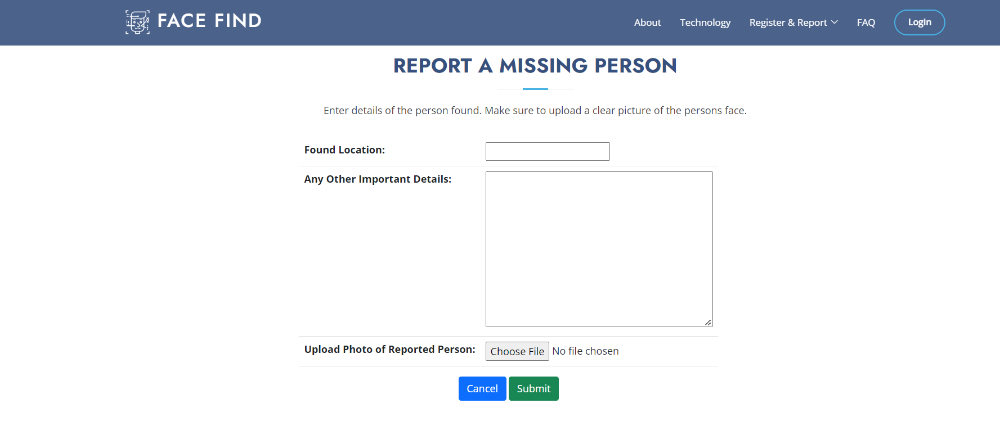 FACE FIND
About Technology Register & Report FAQ Login
REPORT A MISSING PERSON
Enter details of the person found. Make sure to upload a clear picture of the persons face.
Found Location:
Any Other Important Details:
Upload Photo of Reported Person: Choose File No file chosen
Cancel Submit